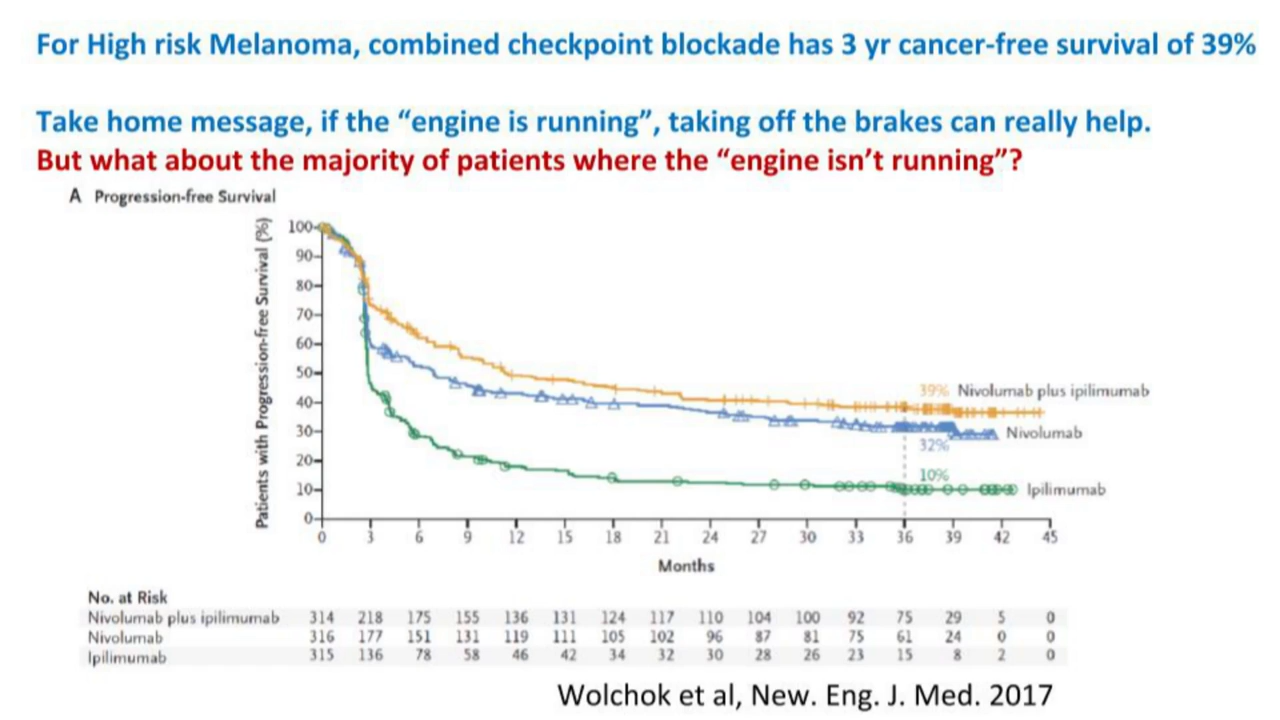 For High risk Melanoma, combined checkpoint blockade has 3 yr cancer-free survival of 39%
Take home message, if the “engine is running”, taking off the brakes can really help.
But what about the majority of patients where the “engine isn’t running”?
A Progression-free Survival
Patients with Progression-free Survival (%)
100
90
80
70
60
50
40
30
20
10
0
39% Nivolumab plus ipilimumab
Nivolumab
32%
10%
Ipilimumab
0 3 6 9 12 15 18 21 24 27 30 33 36 39 42 45
Months
No. at Risk
Nivolumab plus ipilimumab 314 218 175 155 136 131 124 117 110 104 100 92 75 29 5 0
Nivolumab 316 177 151 131 119 111 105 102 96 87 81 75 61 24 0 0
Ipilimumab 315 136 78 58 46 42 34 32 30 28 26 23 15 8 2 0
Wolchok et al, New. Eng. J. Med. 2017